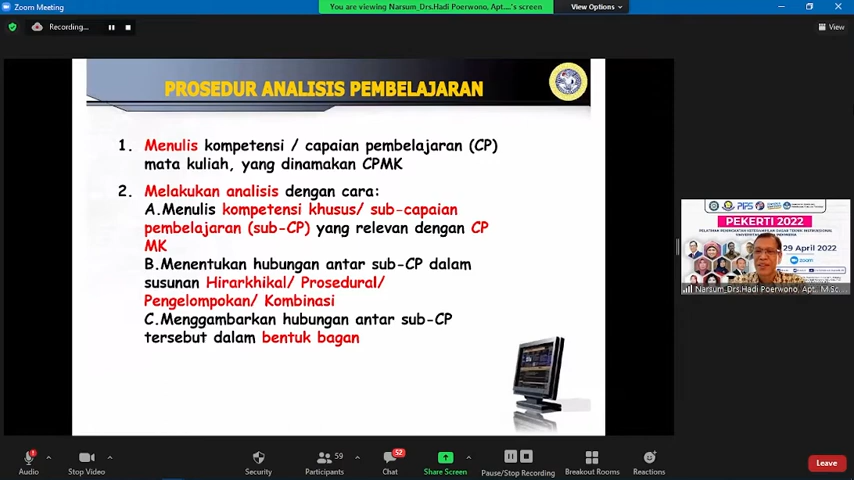 Zoom Meeting
You are viewing Narsum_Drs.Hadi Poerwono, Apt....'s screen
View Options
Recording...
View
PROSEDUR ANALISIS PEMBELAJARAN
1. Menulis kompetensi / capaian pembelajaran (CP)
mata kuliah, yang dinamakan CPMK
2. Melakukan analisis dengan cara:
A.Menulis kompetensi khusus/ sub-capaian
pembelajaran (sub-CP) yang relevan dengan CP
MK
B.Menentukan hubungan antar sub-CP dalam
susunan Hirarkhikal/ Prosedural/
Pengelompokan/ Kombinasi
C.Menggambarkan hubungan antar sub-CP
tersebut dalam bentuk bagan
PIPS
PEKERTI 2022
29 April 2022
zoom
Narsum_Drs.Hadi Poerwono, Apt., M.Sc...
Audio
Stop Video
Security
59
Participants
52
Chat
Share Screen
Pause/Stop Recording
Breakout Rooms
Reactions
Leave